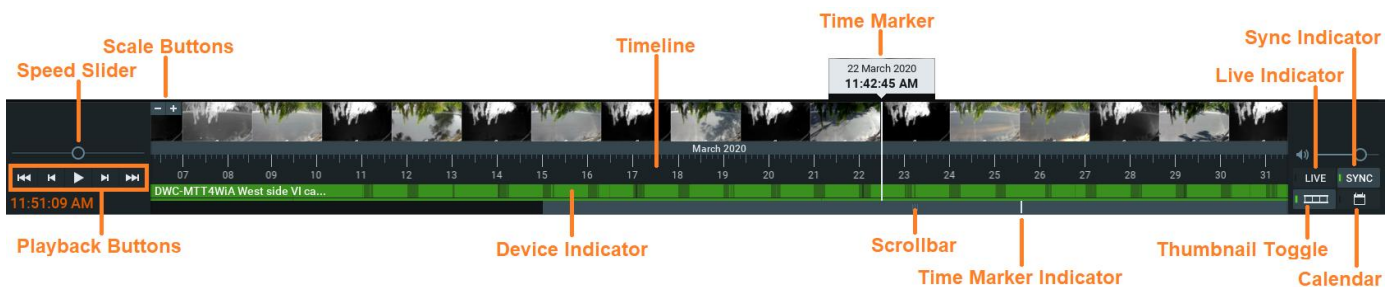 Time Marker
Scale Buttons
Timeline
Sync Indicator
Speed Slider
Live Indicator
22 March 2020
11:42:45 AM
- +
March 2020
07 08 09 10 11 12 13 14 15 16 17 18 19 20 21 22 23 24 25 26 27 28 29 30 31
LIVE SYNC
DWC-MTT4WiA West side VI ca...
11:51:09 AM
Playback Buttons
Device Indicator
Scrollbar
Thumbnail Toggle
Time Marker Indicator
Calendar